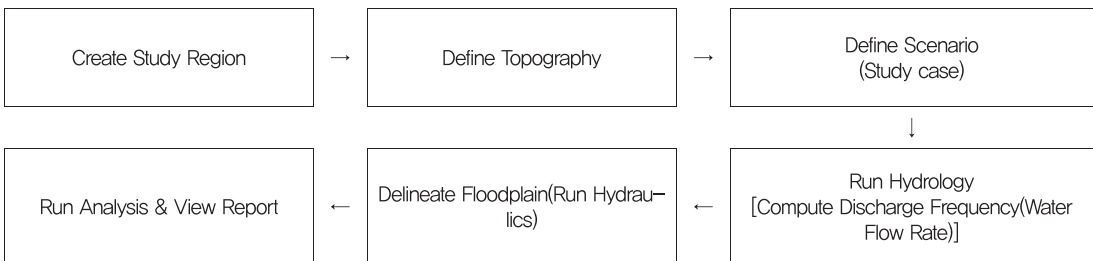 Create Study Region
→
Define Topography
→
Define Scenario
(Study case)
↓
Run Hydrology
[Compute Discharge Frequency(Water
Flow Rate)]
←
Delineate Floodplain(Run Hydrau-
lics)
←
Run Analysis & View Report